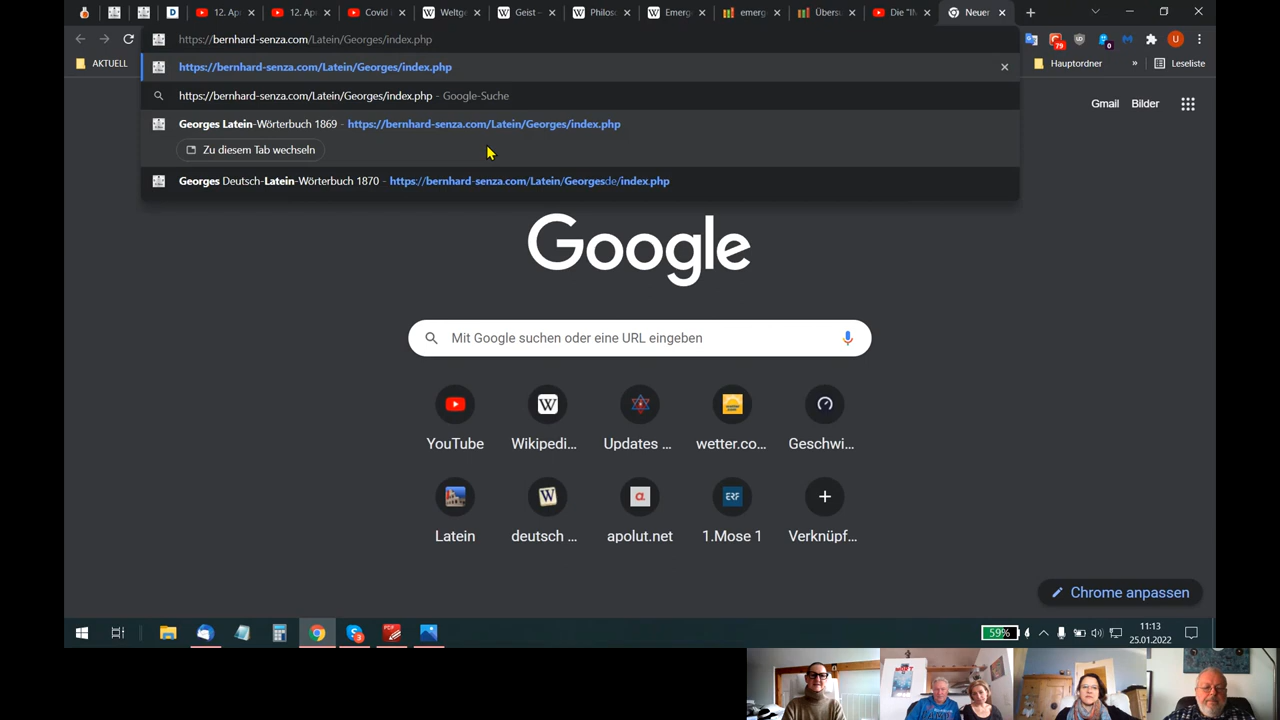 12. Ap
12. Ap
Covid
Weltge
Geist –
Philos
Emerg
emerg
Übers
Die "I
Neuer
https://bernhard-senza.com/Latein/Georges/index.php
79
0
U
AKTUELL
https://bernhard-senza.com/Latein/Georges/index.php
Hauptordner
»
Leseliste
https://bernhard-senza.com/Latein/Georges/index.php - Google-Suche
Gmail
Bilder
Georges Latein-Wörterbuch 1869 - https://bernhard-senza.com/Latein/Georges/index.php
Zu diesem Tab wechseln
Georges Deutsch-Latein-Wörterbuch 1870 - https://bernhard-senza.com/Latein/Georgesde/index.php
Google
Mit Google suchen oder eine URL eingeben
YouTube
Wikipedi...
Updates ...
wetter.co...
Geschwi...
ERF
Latein
deutsch ...
apolut.net
1.Mose 1
Verknüpf...
Chrome anpassen
59%
11:13
25.01.2022